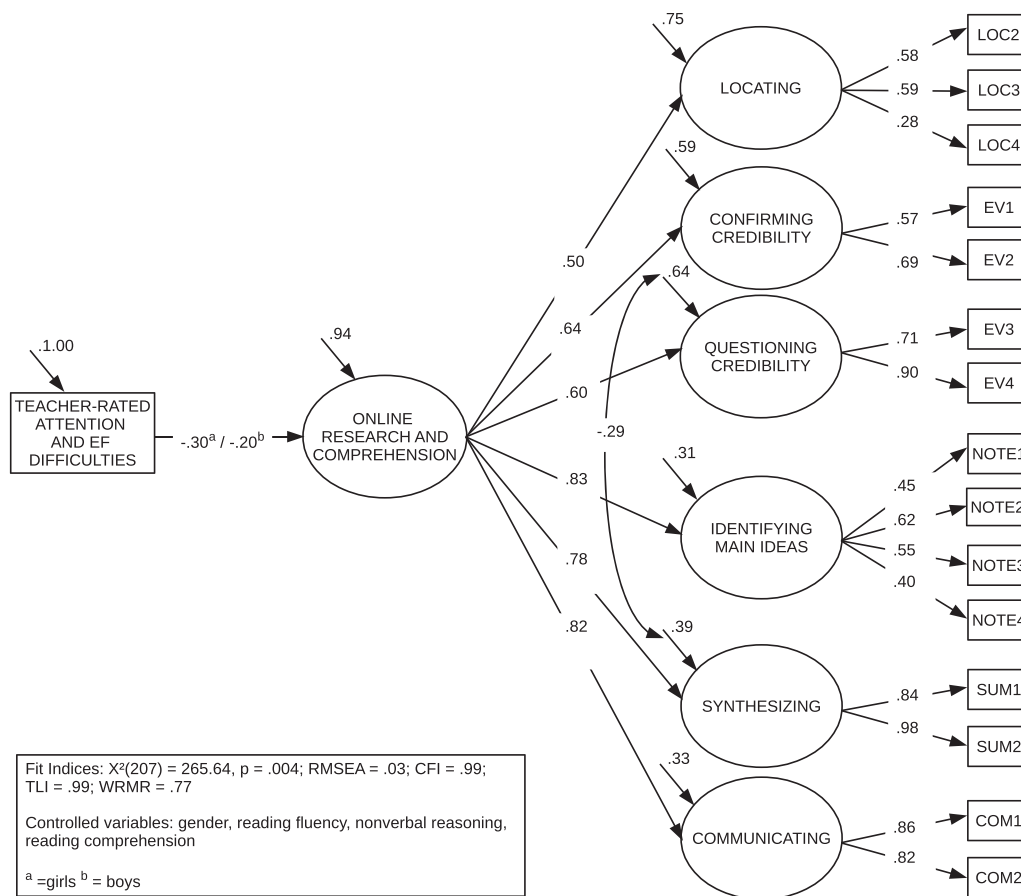 .75
LOCATING
.58
LOC2
.59
LOC3
.28
LOC4
.59
CONFIRMING
CREDIBILITY
.57
EV1
.69
EV2
.50
.64
.64
QUESTIONING
CREDIBILITY
.71
EV3
.90
EV4
.60
.1.00
TEACHER-RATED
ATTENTION
AND EF
DIFFICULTIES
-.30ᵃ / -.20ᵇ
.94
ONLINE
RESEARCH AND
COMPREHENSION
-.29
.83
.31
IDENTIFYING
MAIN IDEAS
.45
NOTE1
.62
NOTE2
.55
NOTE3
.40
NOTE4
.78
.82
.39
SYNTHESIZING
.84
SUM1
.98
SUM2
.33
COMMUNICATING
.86
COM1
.82
COM2
Fit Indices: X²(207) = 265.64, p = .004; RMSEA = .03; CFI = .99;
TLI = .99; WRMR = .77
Controlled variables: gender, reading fluency, nonverbal reasoning,
reading comprehension
ᵃ =girls ᵇ = boys